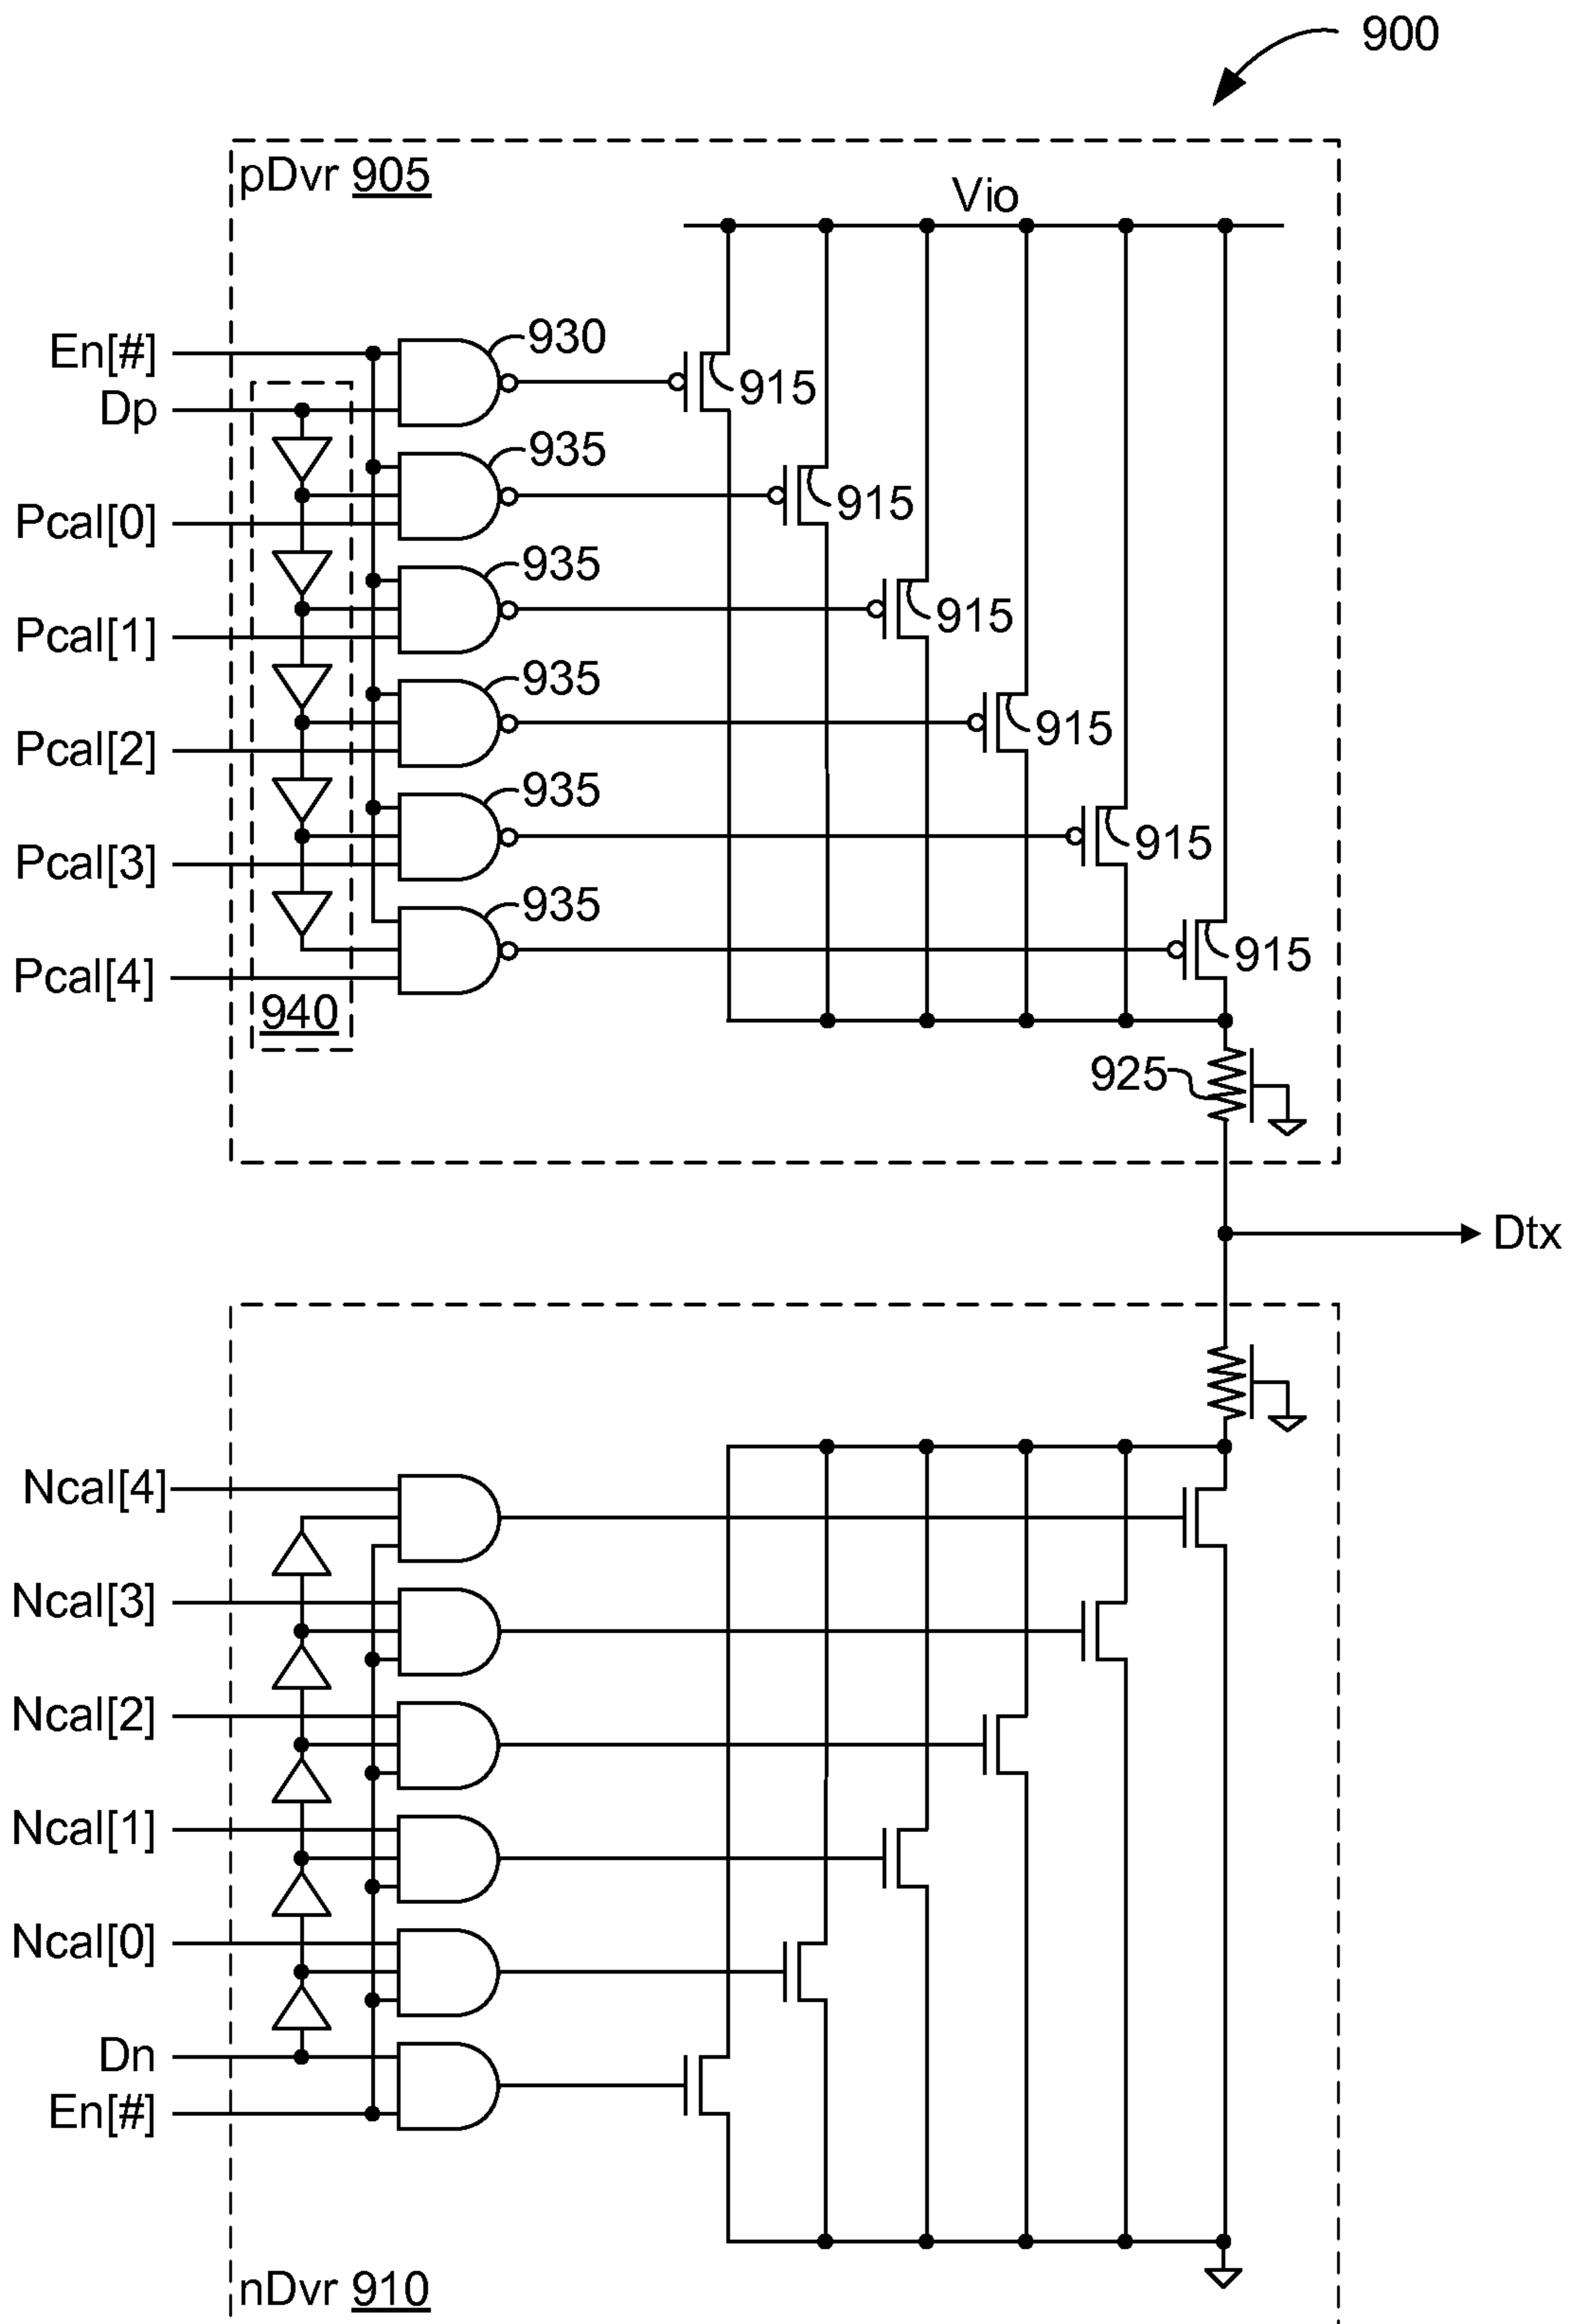 900
pDvr 905
Vio
En[#]
930
Dp
915
935
Pcal[0]
915
935
Pcal[1]
915
935
Pcal[2]
915
935
Pcal[3]
915
935
Pcal[4]
915
940
925
Dtx
Ncal[4]
Ncal[3]
Ncal[2]
Ncal[1]
Ncal[0]
Dn
En[#]
nDvr 910